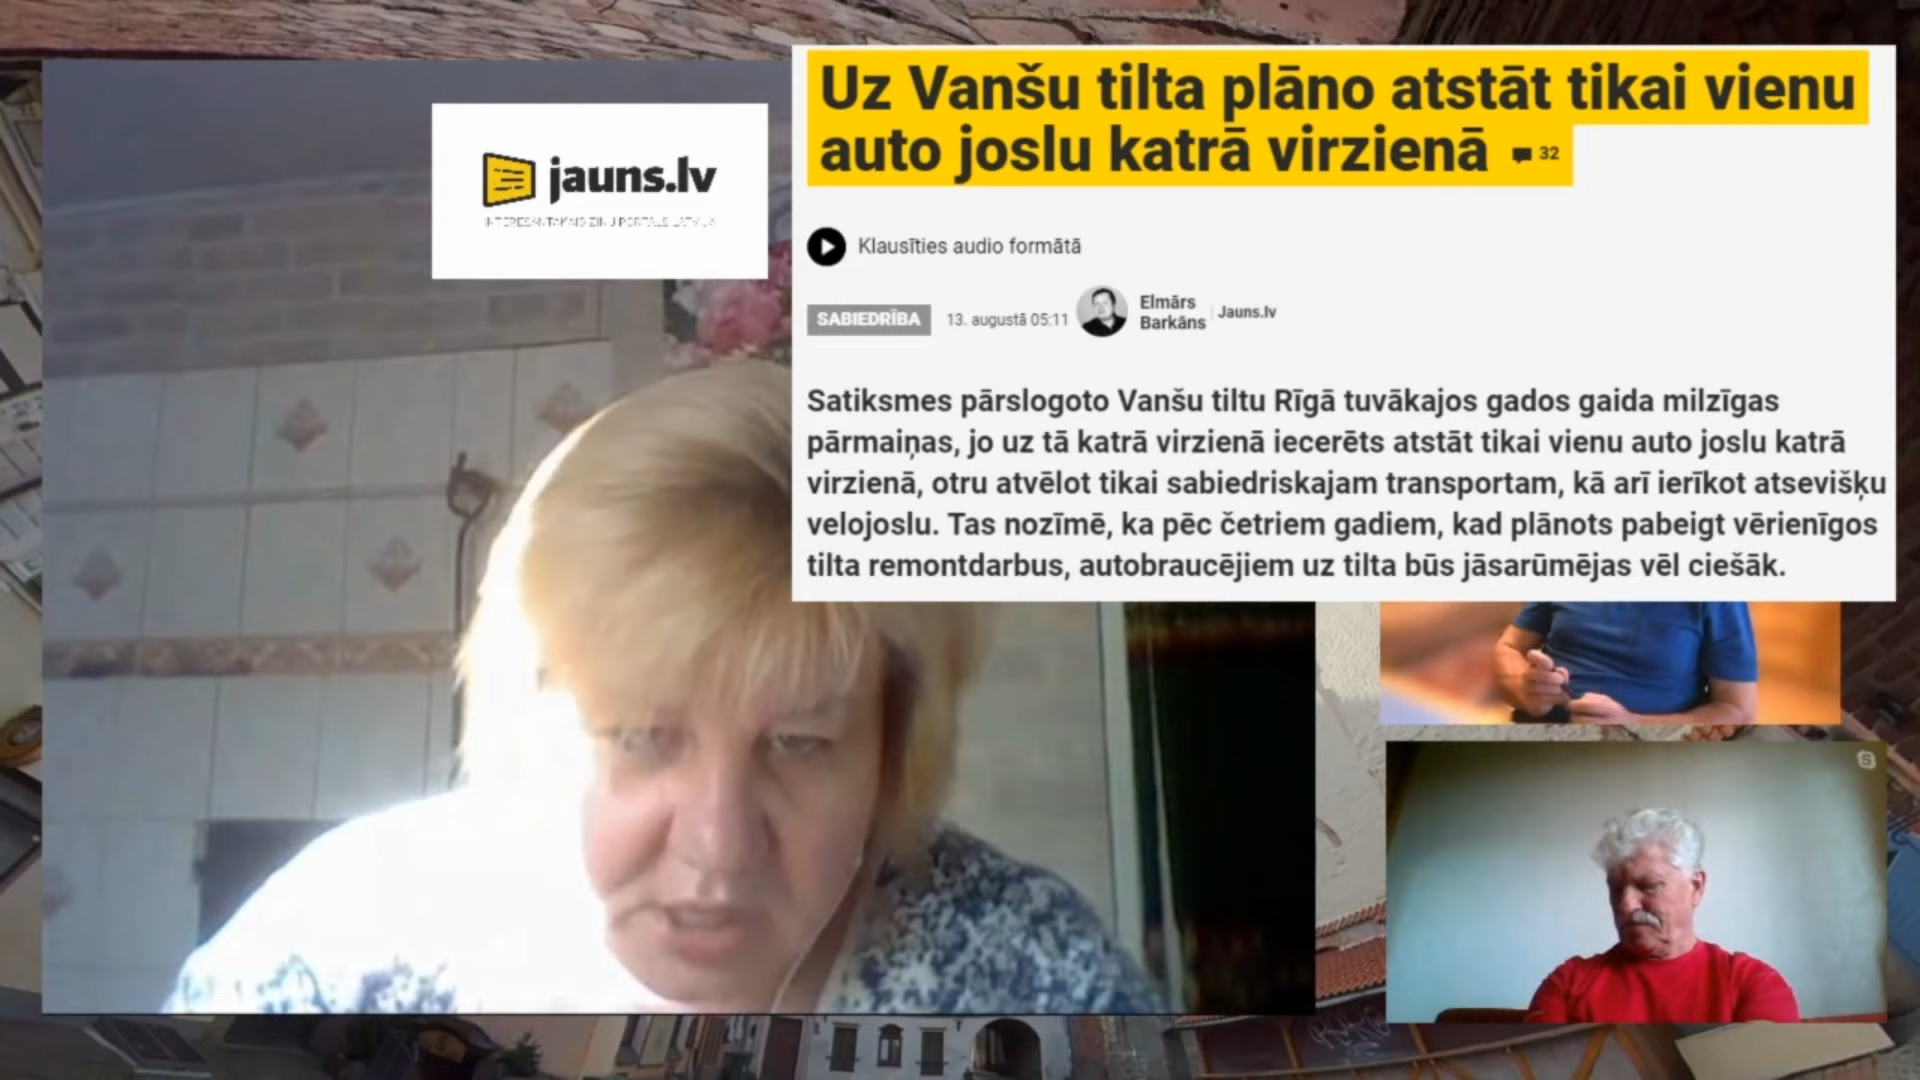 Uz Vanšu tilta plāno atstāt tikai vienu
auto joslu katrā virzienā 32
jauns.lv
INTERESANTĀKAIS ZIŅU PORTĀLS LATVIJĀ
Klausīties audio formātā
SABIEDRĪBA 13. augustā 05:11 Elmārs
Barkāns Jauns.lv
Satiksmes pārslogoto Vanšu tiltu Rīgā tuvākajos gados gaida milzīgas
pārmaiņas, jo uz tā katrā virzienā iecerēts atstāt tikai vienu auto joslu katrā
virzienā, otru atvēlot tikai sabiedriskajam transportam, kā arī ierīkot atsevišķu
velojoslu. Tas nozīmē, ka pēc četriem gadiem, kad plānots pabeigt vērienīgos
tilta remontdarbus, autobraucējiem uz tilta būs jāsarūmējas vēl ciešāk.
S